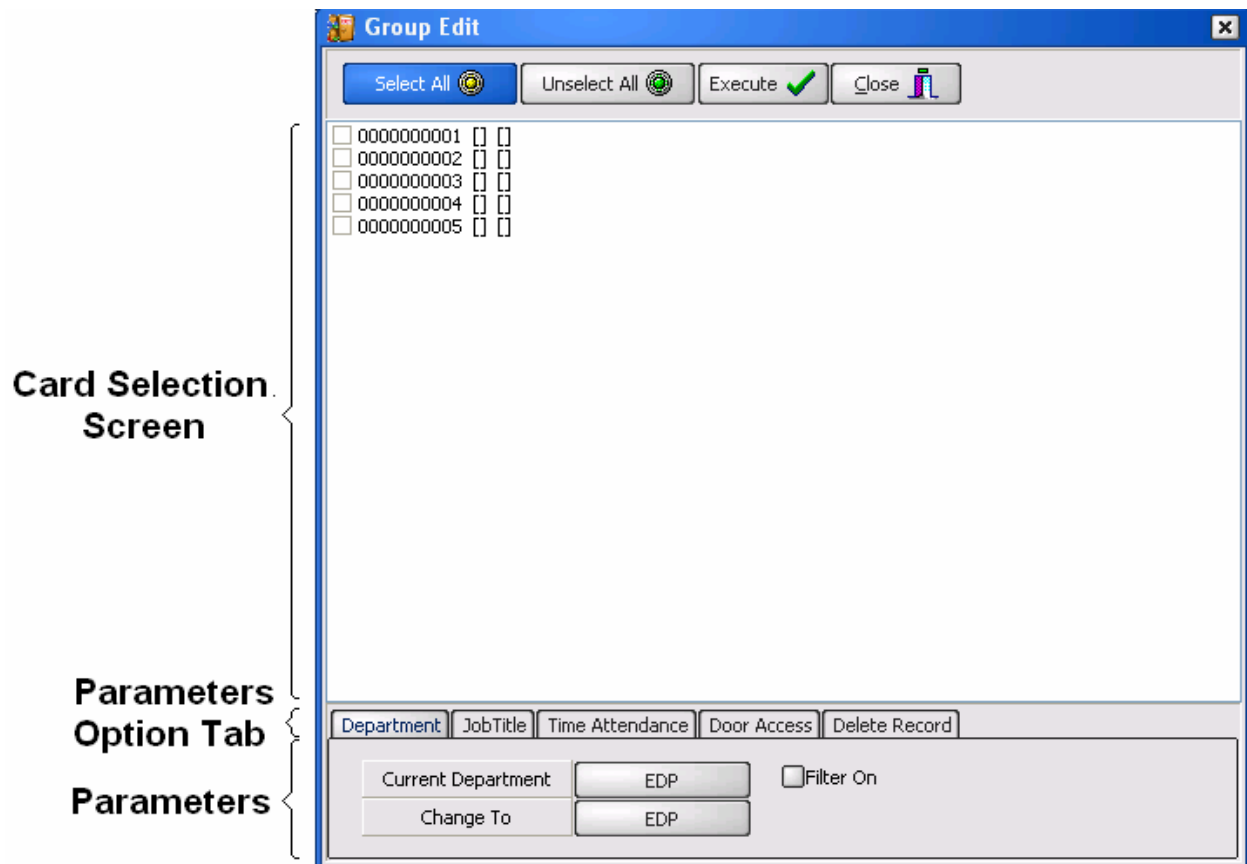 Group Edit
Select All Unselect All Execute Close
0000000001 [] []
0000000002 [] []
0000000003 [] []
0000000004 [] []
0000000005 [] []
Card Selection
Screen
Parameters
Option Tab
Department JobTitle Time Attendance Door Access Delete Record
Parameters
Current Department EDP Filter On
Change To EDP